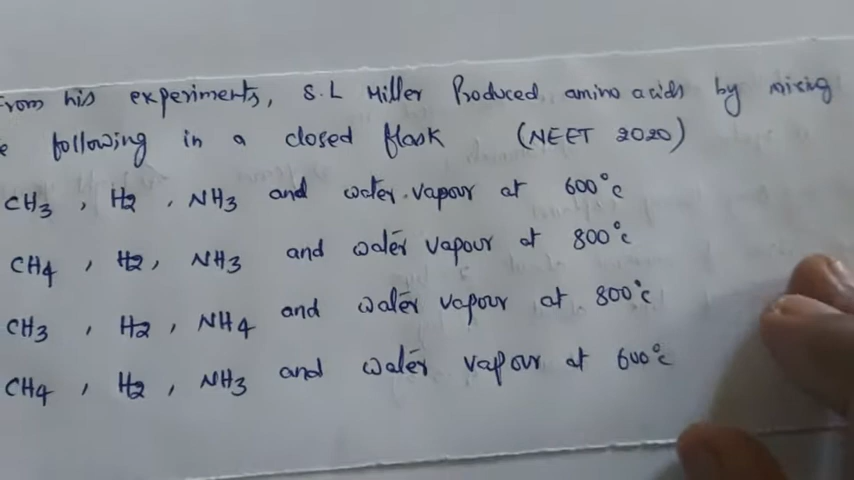 From his experiments, S.L Miller Produced amino acids by mixing
following in a closed flask (NEET 2020)
CH3, H2, NH3 and water vapour at 600°c
CH4, H2, NH3 and water vapour at 800°c
CH3, H2, NH4 and water vapour at 800°c
CH4, H2, NH3 and water vapour at 600°c